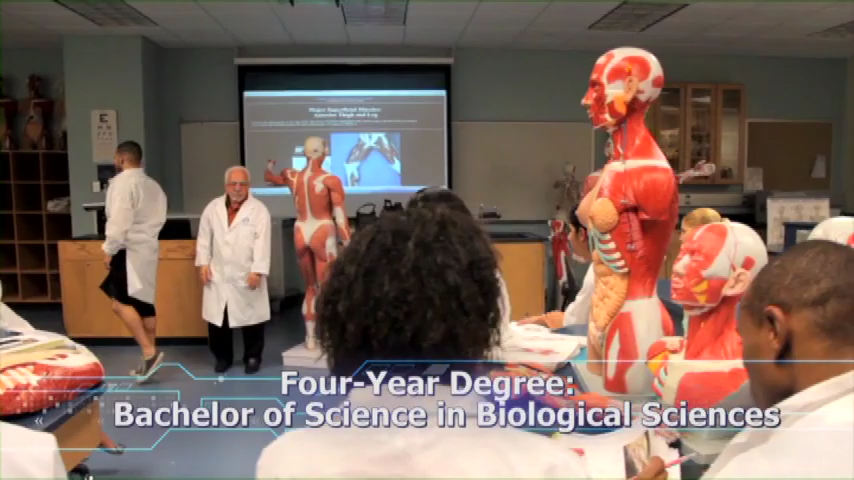 Major Superficial Muscles:
Anterior Thigh and Leg
E
Four-Year Degree:
Bachelor of Science in Biological Sciences